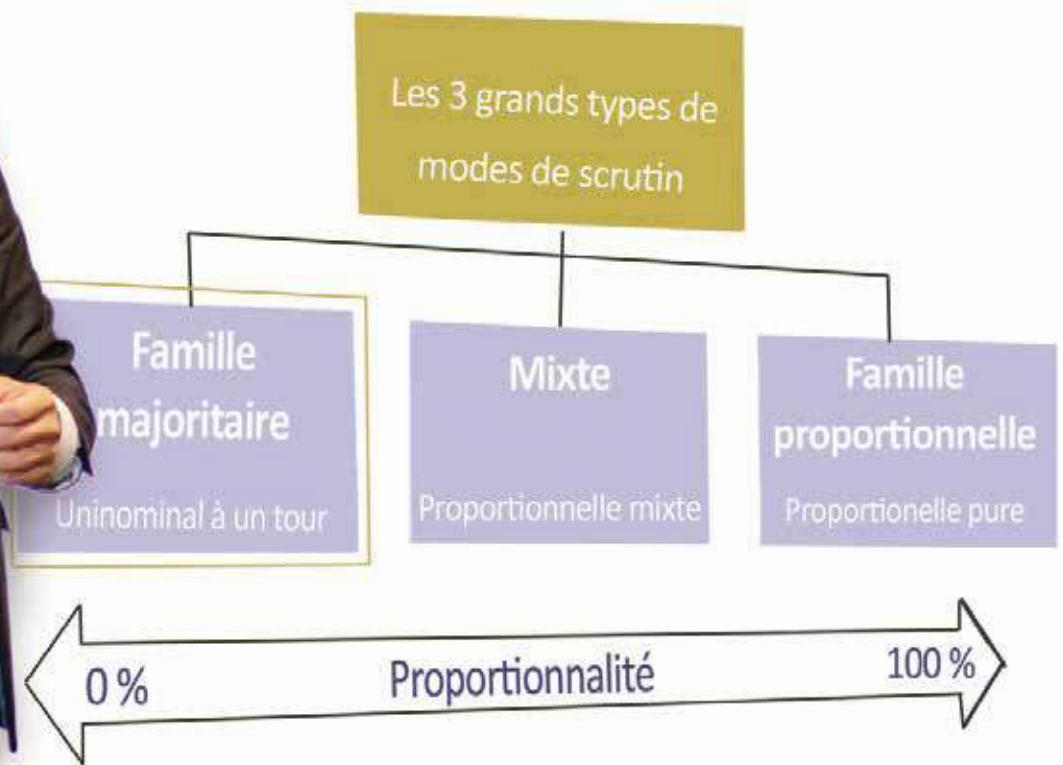 Les 3 grands types de
modes de scrutin
Famille
majoritaire
Uninominal à un tour
Mixte
Proportionnelle mixte
Famille
proportionnelle
Proportionelle pure
0 %
Proportionnalité
100 %